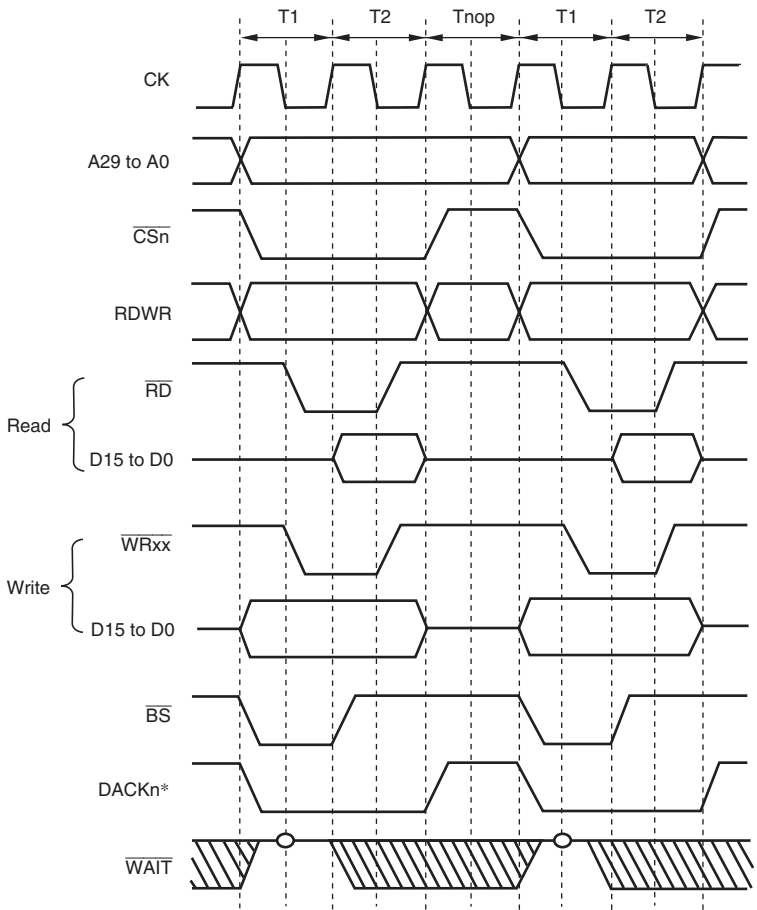 T1 T2 Tnop T1 T2
CK
A29 to A0
CSn
RDWR
RD
Read
D15 to D0
WRxx
Write
D15 to D0
BS
DACKn*
WAIT